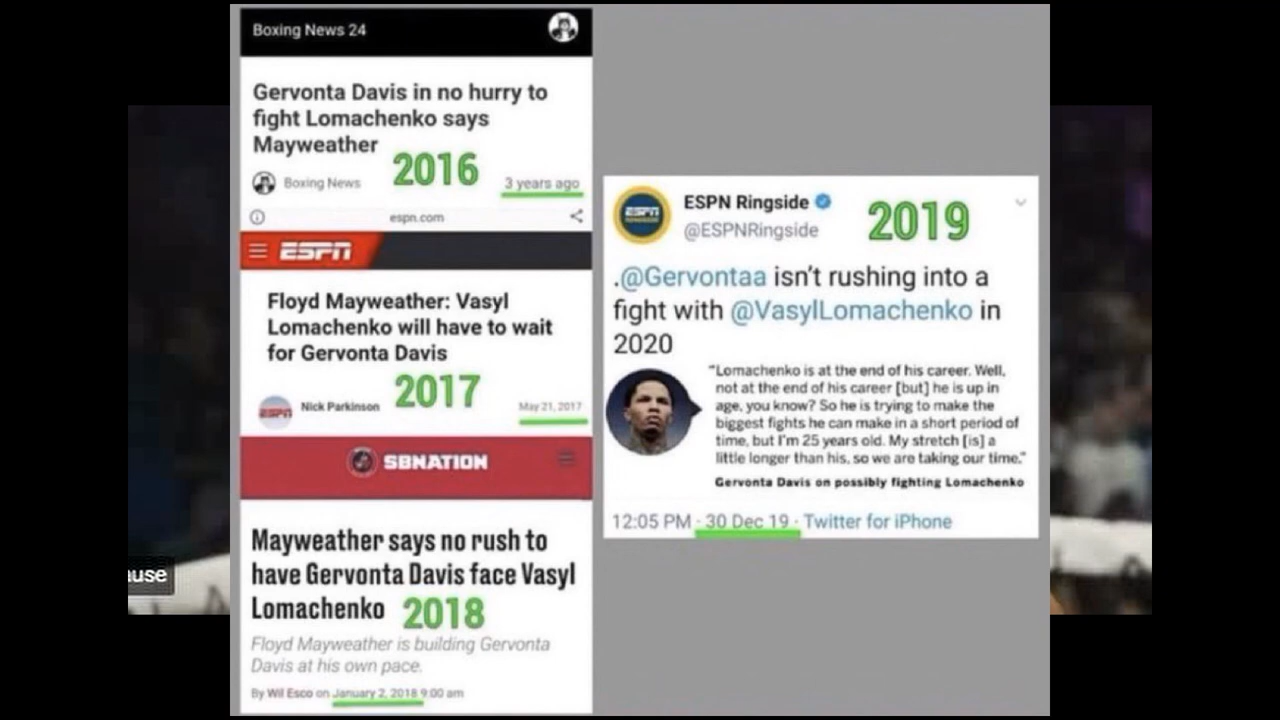 Boxing News 24
Gervonta Davis in no hurry to
fight Lomachenko says
Mayweather
2016
Boxing News
3 years ago
espn.com
ESPN
Floyd Mayweather: Vasyl
Lomachenko will have to wait
for Gervonta Davis
2017
Nick Parkinson
May 21, 2017
SBNATION
Mayweather says no rush to
have Gervonta Davis face Vasyl
Lomachenko
2018
Floyd Mayweather is building Gervonta
Davis at his own pace.
By Wil Esco on January 2, 2018 9:00 am
ESPN Ringside
@ESPNRingside
2019
.@Gervontaa isn't rushing into a
fight with @VasylLomachenko in
2020
"Lomachenko is at the end of his career. Well,
not at the end of his career [but] he is up in
age, you know? So he is trying to make the
biggest fights he can make in a short period of
time, but I'm 25 years old. My stretch [is] a
little longer than his, so we are taking our time."
Gervonta Davis on possibly fighting Lomachenko
12:05 PM · 30 Dec 19 · Twitter for iPhone